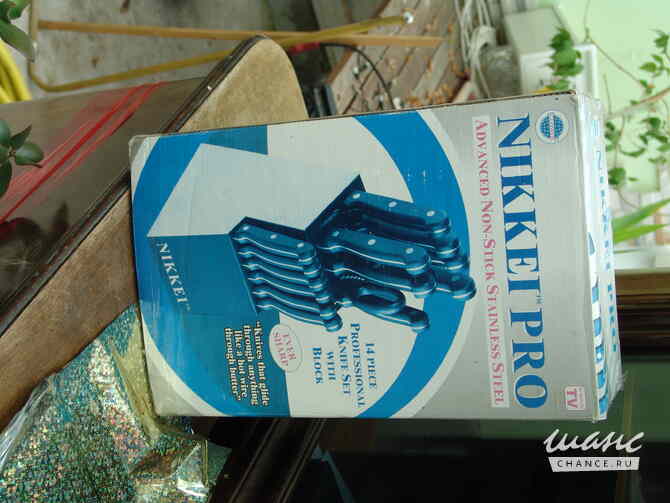 NIKKEI™ PRO
ADVANCED NON-STICK STAINLESS STEEL
NIKKEI
EVER
SHARP
14 PIECE
PROFESSIONAL
KNIFE SET
WITH
BLOCK
"Knives that glide
through anything
like a hot wire
through butter"
TV
шанс
CHANCE.RU